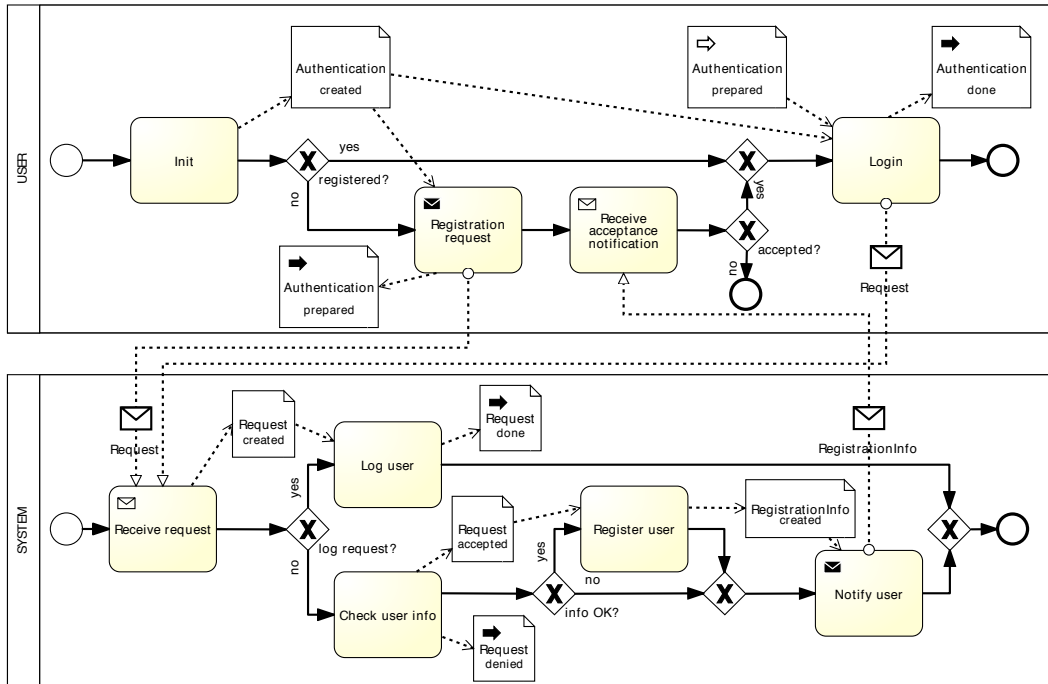 USER
Init
Authentication
created
registered?
yes
no
Registration
request
Authentication
prepared
Receive
acceptance
notification
yes
accepted?
no
Authentication
prepared
Authentication
done
Login
Request
SYSTEM
Request
Receive request
Request
created
log request?
yes
no
Log user
Request
done
Check user info
Request
accepted
Request
denied
info OK?
yes
no
Register user
RegistrationInfo
created
RegistrationInfo
Notify user